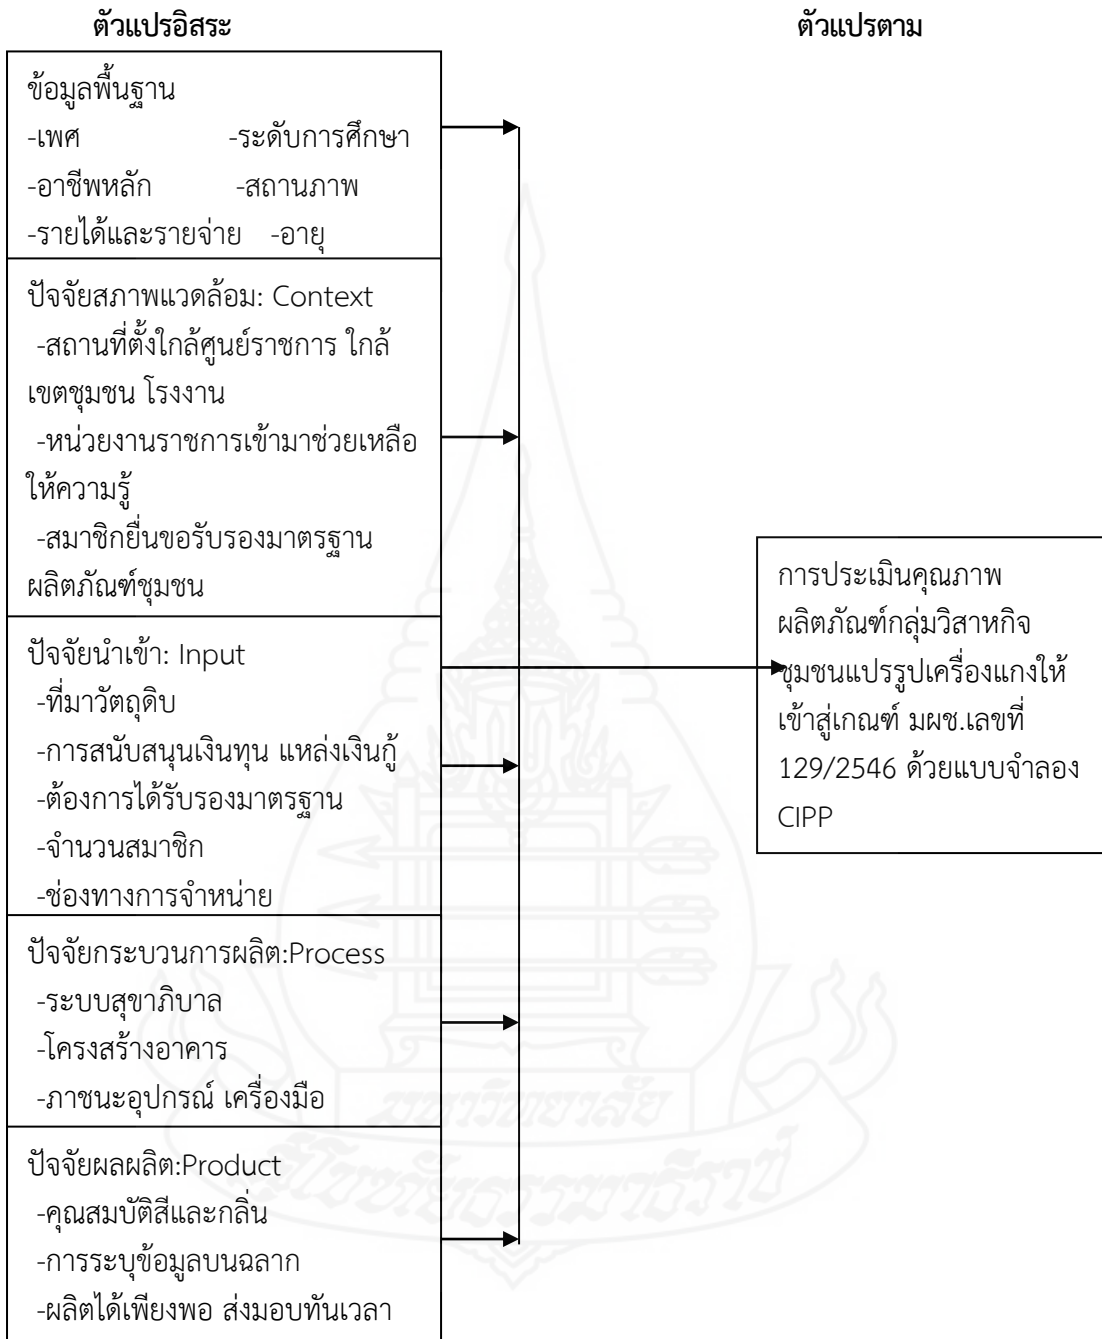 ตัวแปรอิสระ ตัวแปรตาม
ข้อมูลพื้นฐาน
-เพศ -ระดับการศึกษา
-อาชีพหลัก -สถานภาพ
-รายได้และรายจ่าย -อายุ
ปัจจัยสภาพแวดล้อม: Context
-สถานที่ตั้งใกล้ศูนย์ราชการ ใกล้
เขตชุมชน โรงงาน
-หน่วยงานราชการเข้ามาช่วยเหลือ
ให้ความรู้
-สมาชิกยื่นขอรับรองมาตรฐาน
ผลิตภัณฑ์ชุมชน
ปัจจัยนำเข้า: Input
-ที่มาวัตถุดิบ
-การสนับสนุนเงินทุน แหล่งเงินกู้
-ต้องการได้รับรองมาตรฐาน
-จำนวนสมาชิก
-ช่องทางการจำหน่าย
ปัจจัยกระบวนการผลิต:Process
-ระบบสุขาภิบาล
-โครงสร้างอาคาร
-ภาชนะอุปกรณ์ เครื่องมือ
ปัจจัยผลผลิต:Product
-คุณสมบัติสีและกลิ่น
-การระบุข้อมูลบนฉลาก
-ผลิตได้เพียงพอ ส่งมอบทันเวลา
การประเมินคุณภาพ
ผลิตภัณฑ์กลุ่มวิสาหกิจ
ชุมชนแปรรูปเครื่องแกงให้
เข้าสู่เกณฑ์ มผช.เลขที่
129/2546 ด้วยแบบจำลอง
CIPP
มหาวิทยาลัย
สุโขทัยธรรมาธิราช